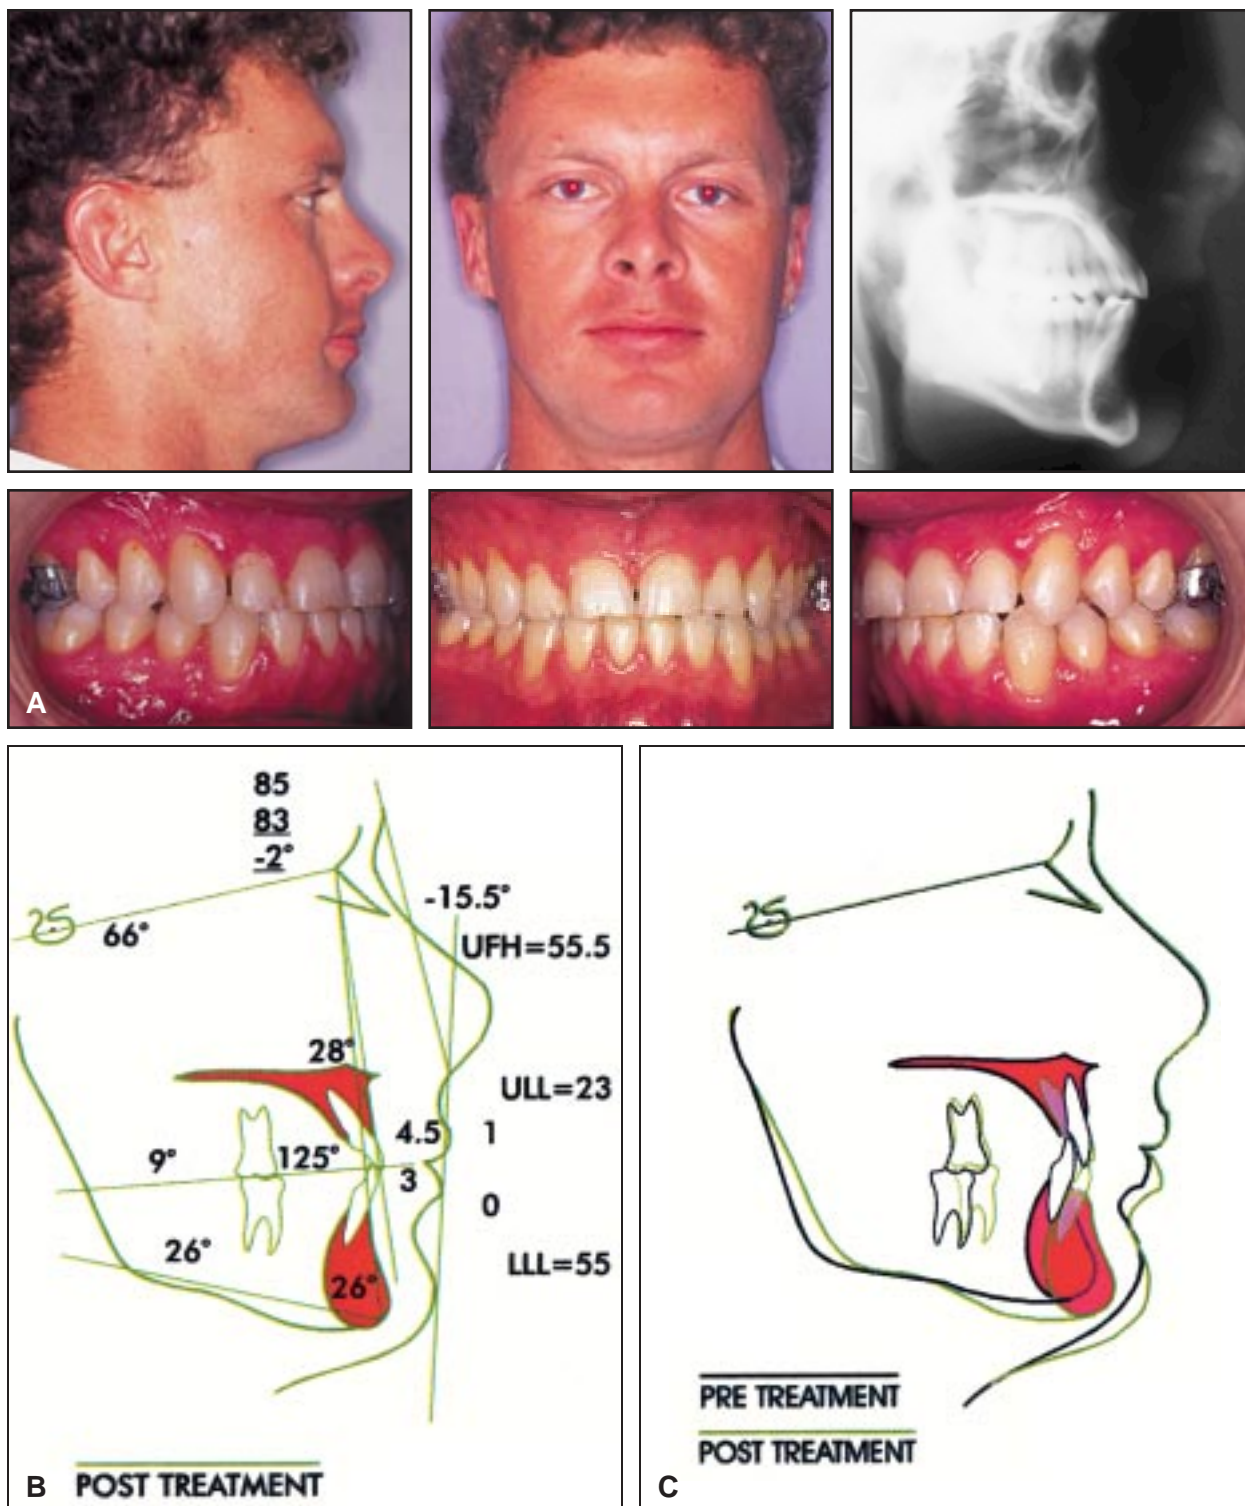 A
85
83
-2°
-15.5°
66°
UFH=55.5
28°
ULL=23
4.5
1
9°
125°
3
0
26°
LLL=55
26°
POST TREATMENT
B
PRE TREATMENT
POST TREATMENT
C